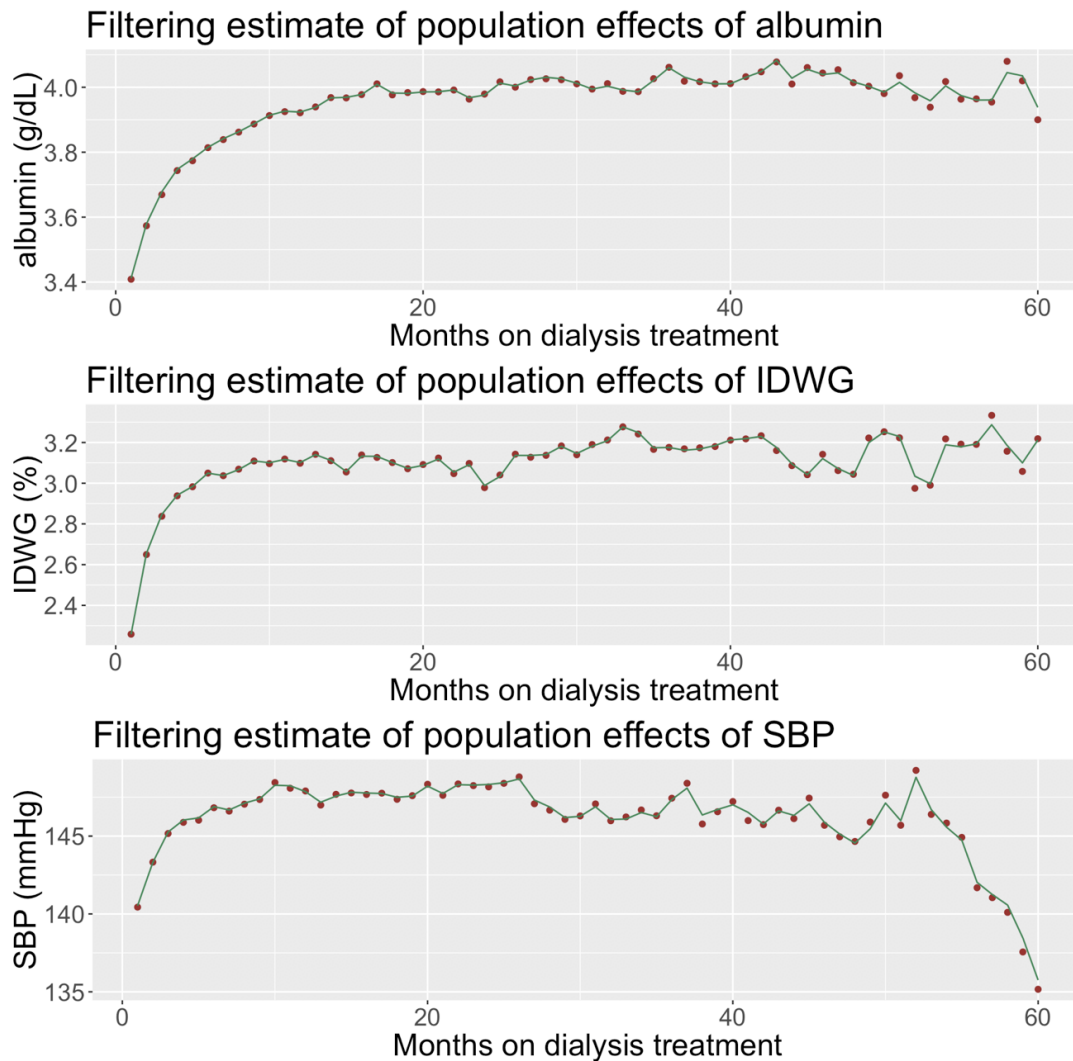 Filtering estimate of population effects of albumin
albumin (g/dL)
4.0
3.8
3.6
3.4
0 20 40 60
Months on dialysis treatment
Filtering estimate of population effects of IDWG
IDWG (%)
3.2
3.0
2.8
2.6
2.4
0 20 40 60
Months on dialysis treatment
Filtering estimate of population effects of SBP
SBP (mmHg)
145
140
135
0 20 40 60
Months on dialysis treatment